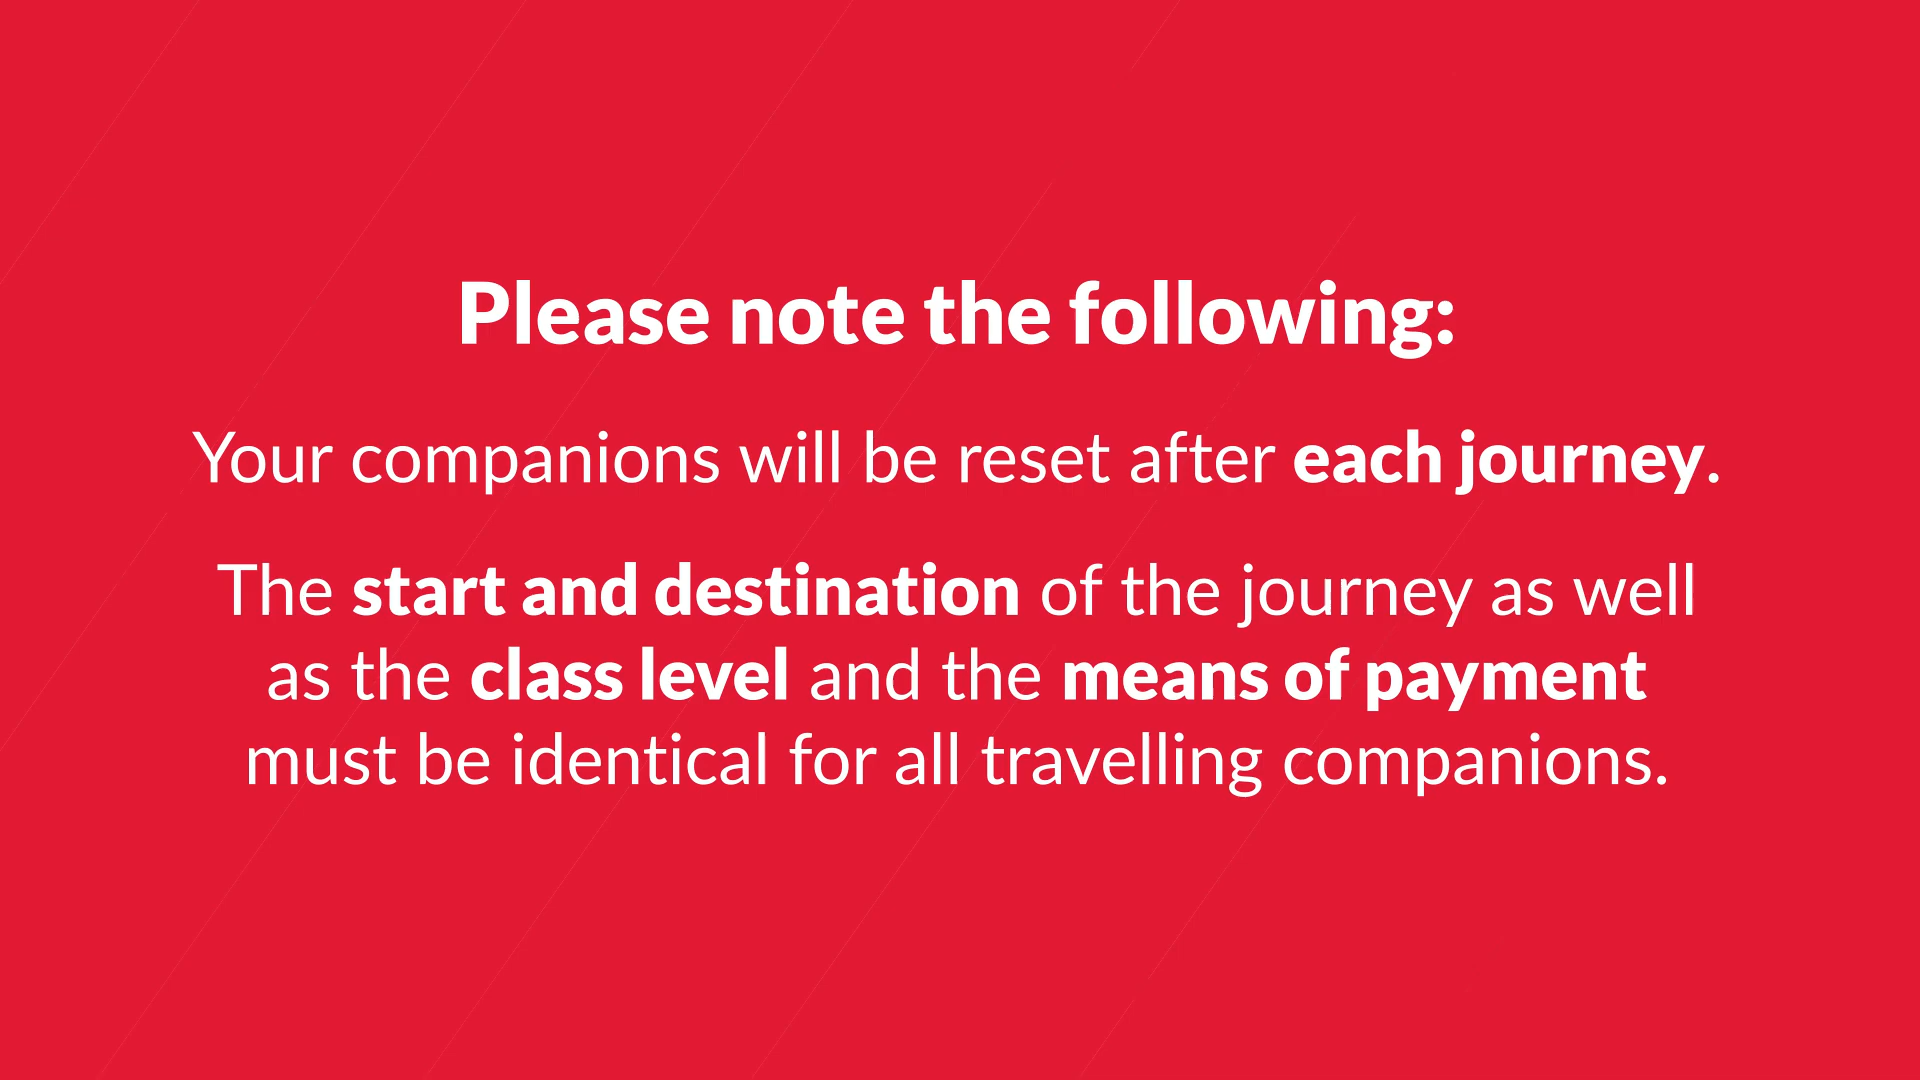 Please note the following:
Your companions will be reset after each journey.
The start and destination of the journey as well
as the class level and the means of payment
must be identical for all travelling companions.